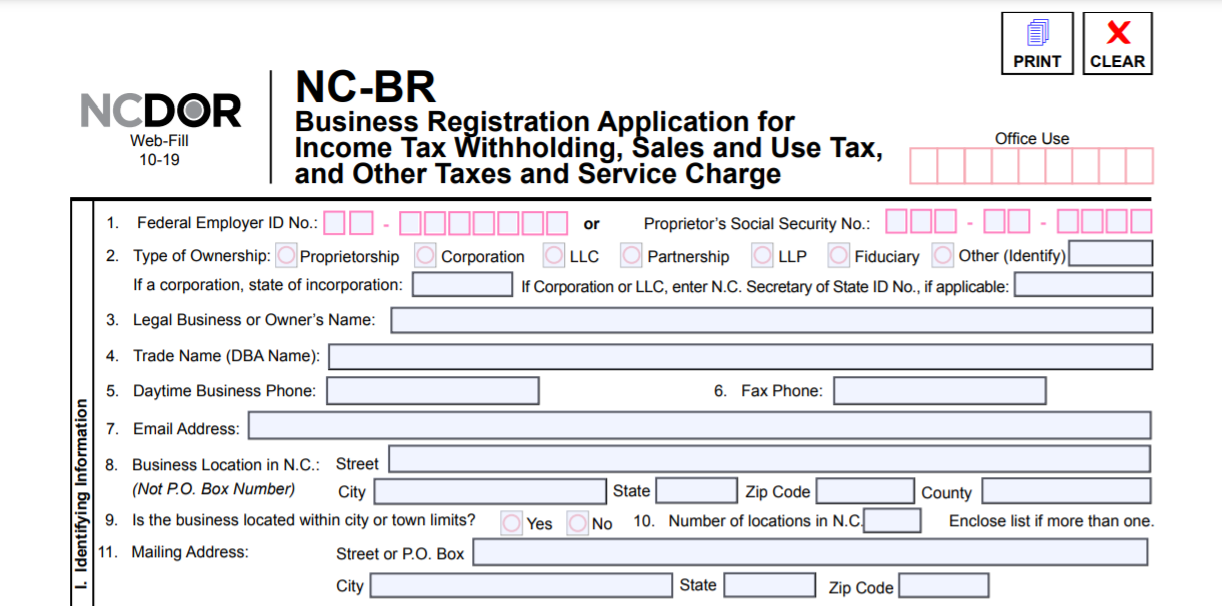 PRINT
CLEAR
NCDOR
Web-Fill
10-19
NC-BR
Business Registration Application for
Income Tax Withholding, Sales and Use Tax,
and Other Taxes and Service Charge
Office Use
I. Identifying Information
1. Federal Employer ID No.: - or Proprietor's Social Security No.: - -
2. Type of Ownership: Proprietorship Corporation LLC Partnership LLP Fiduciary Other (Identify)
If a corporation, state of incorporation: If Corporation or LLC, enter N.C. Secretary of State ID No., if applicable:
3. Legal Business or Owner's Name:
4. Trade Name (DBA Name):
5. Daytime Business Phone: 6. Fax Phone:
7. Email Address:
8. Business Location in N.C.: Street
(Not P.O. Box Number) City State Zip Code County
9. Is the business located within city or town limits? Yes No 10. Number of locations in N.C. Enclose list if more than one.
11. Mailing Address: Street or P.O. Box
City State Zip Code